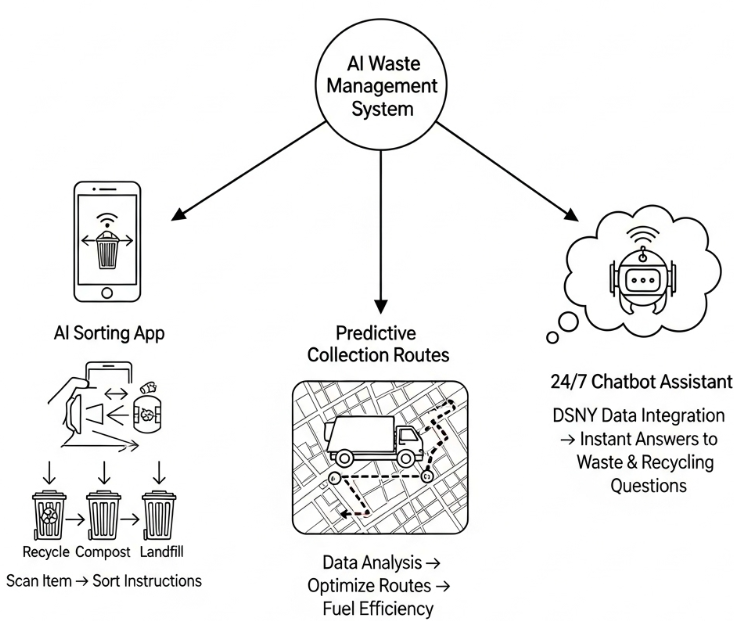 AI Waste
Management
System
AI Sorting App
Recycle Compost Landfill
Scan Item → Sort Instructions
Predictive
Collection Routes
Data Analysis →
Optimize Routes →
Fuel Efficiency
24/7 Chatbot Assistant
DSNY Data Integration
→ Instant Answers to
Waste & Recycling
Questions